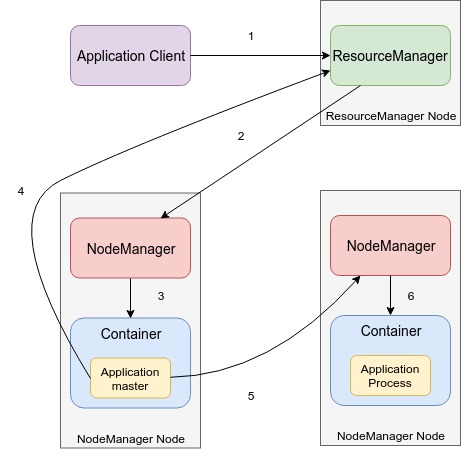 1
Application Client
ResourceManager
ResourceManager Node
2
4
NodeManager
3
Container
Application
master
NodeManager Node
5
NodeManager
6
Container
Application
Process
NodeManager Node